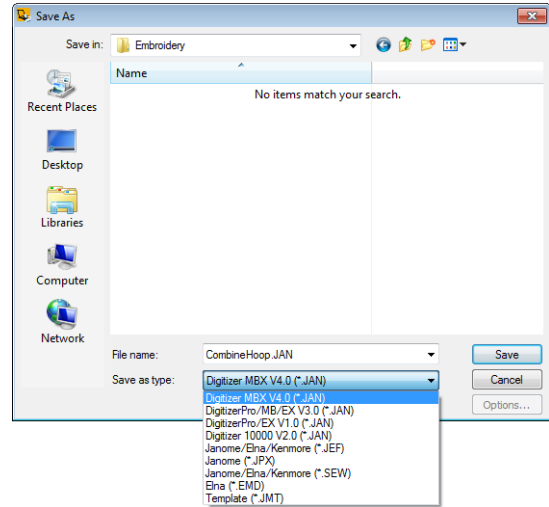 Save As
Save in:
Embroidery
Name
No items match your search.
Recent Places
Desktop
Libraries
Computer
Network
File name:
CombineHoop.JAN
Save
Save as type:
Digitizer MBX V4.0 (*.JAN)
Cancel
Options...
Digitizer MBX V4.0 (*.JAN)
DigitizerPro/MB/EX V3.0 (*.JAN)
DigitizerPro/EX V1.0 (*.JAN)
Digitizer 10000 V2.0 (*.JAN)
Janome/Elna/Kenmore (*.JEF)
Janome (*.JPX)
Janome/Elna/Kenmore (*.SEW)
Elna (*.EMD)
Template (*.JMT)